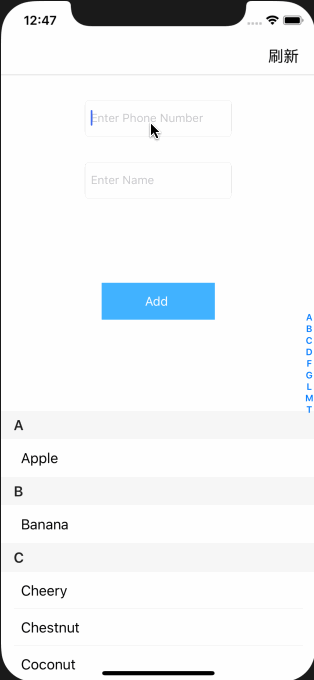 12:47
刷新
Enter Phone Number
Enter Name
Add
A
B
C
D
F
G
L
M
T
A
Apple
B
Banana
C
Cheery
Chestnut
Coconut